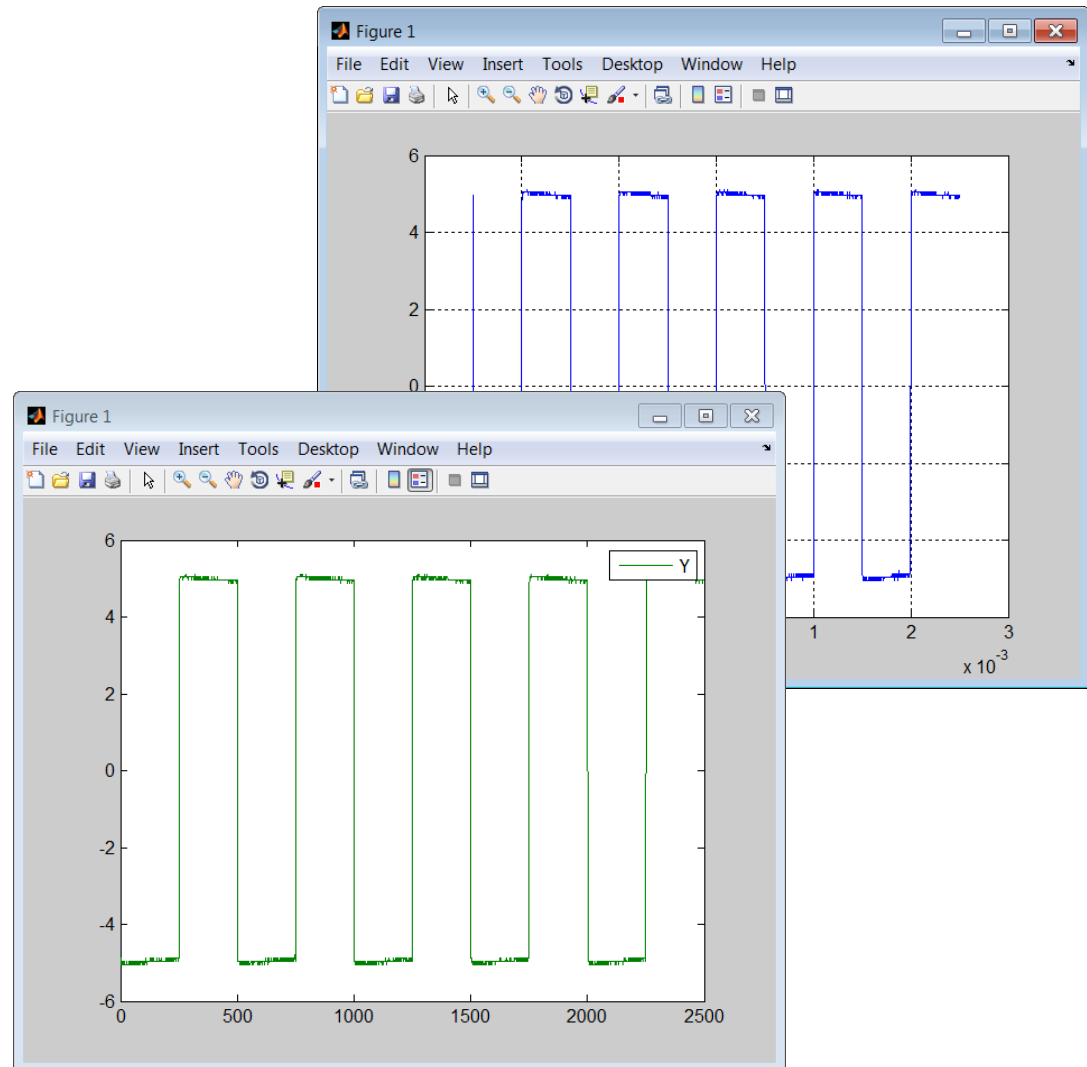 Figure 1
File Edit View Insert Tools Desktop Window Help
6
4
2
0
1 2 3
x 10^-3
Figure 1
File Edit View Insert Tools Desktop Window Help
6
Y
4
2
0
-2
-4
-6
0 500 1000 1500 2000 2500